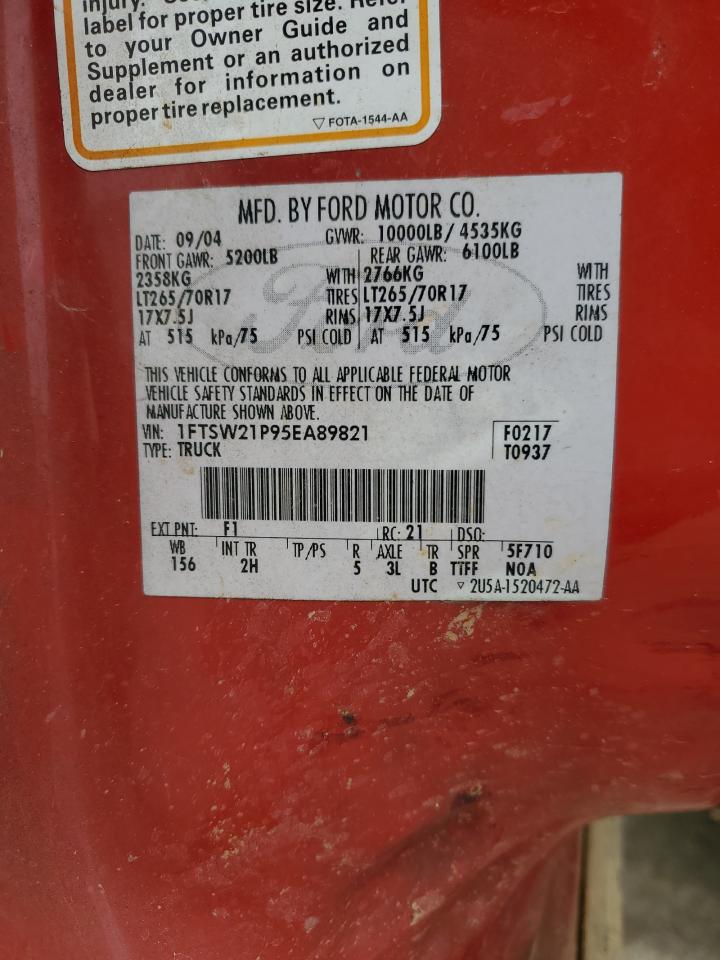 injury.
label for proper tire size. Refer
to your Owner Guide and
Supplement or an authorized
dealer for information on
proper tire replacement.
▽ FOTA-1544-AA
MFD. BY FORD MOTOR CO.
DATE: 09/04 GVWR: 10000LB/ 4535KG
FRONT GAWR: 5200LB REAR GAWR: 6100LB
2358KG WITH 2766KG WITH
LT265/70R17 TIRES LT265/70R17 TIRES
17X7.5J RIMS 17X7.5J RIMS
AT 515 kPa/75 PSI COLD AT 515 kPa/75 PSI COLD
Ford
THIS VEHICLE CONFORMS TO ALL APPLICABLE FEDERAL MOTOR
VEHICLE SAFETY STANDARDS IN EFFECT ON THE DATE OF
MANUFACTURE SHOWN ABOVE.
VIN: 1FTSW21P95EA89821 F0217
TYPE: TRUCK T0937
EXT PNT: F1 RC: 21 DSO:
WB INT TR TP/PS R AXLE TR SPR 5F710
156 2H 5 3L B TTFF N0A
UTC ▽ 2U5A-1520472-AA